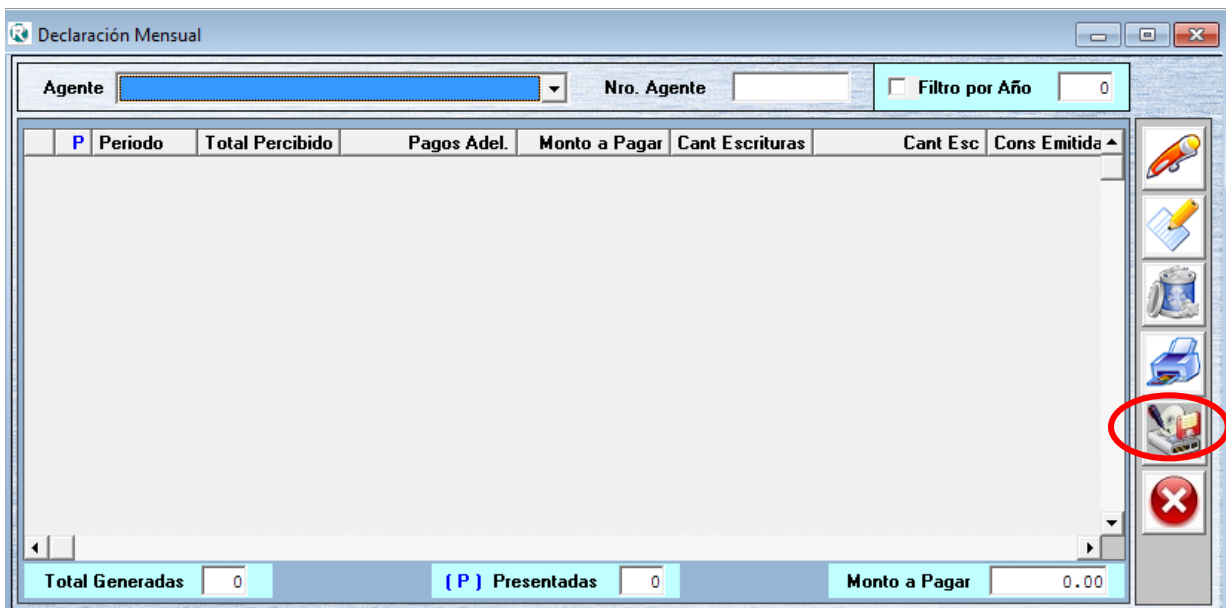 Declaración Mensual
Agente Nro. Agente Filtro por Año 0
P Periodo Total Percibido Pagos Adel. Monto a Pagar Cant Escrituras Cant Esc Cons Emitida
Total Generadas 0 ( P ) Presentadas 0 Monto a Pagar 0.00